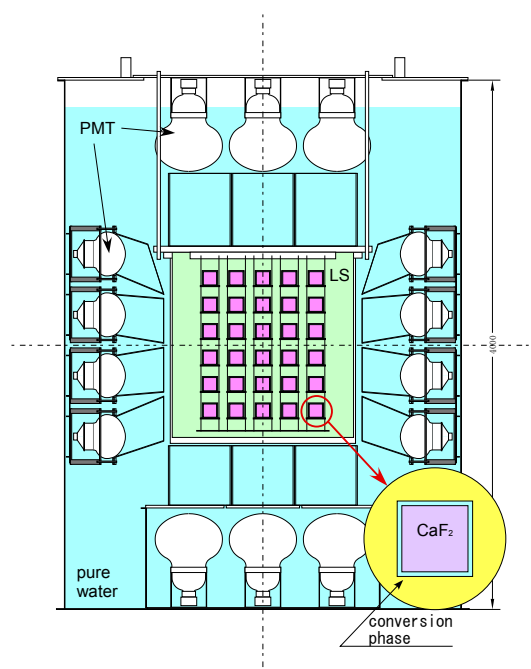 PMT
LS
4000
CaF₂
pure
water
conversion
phase